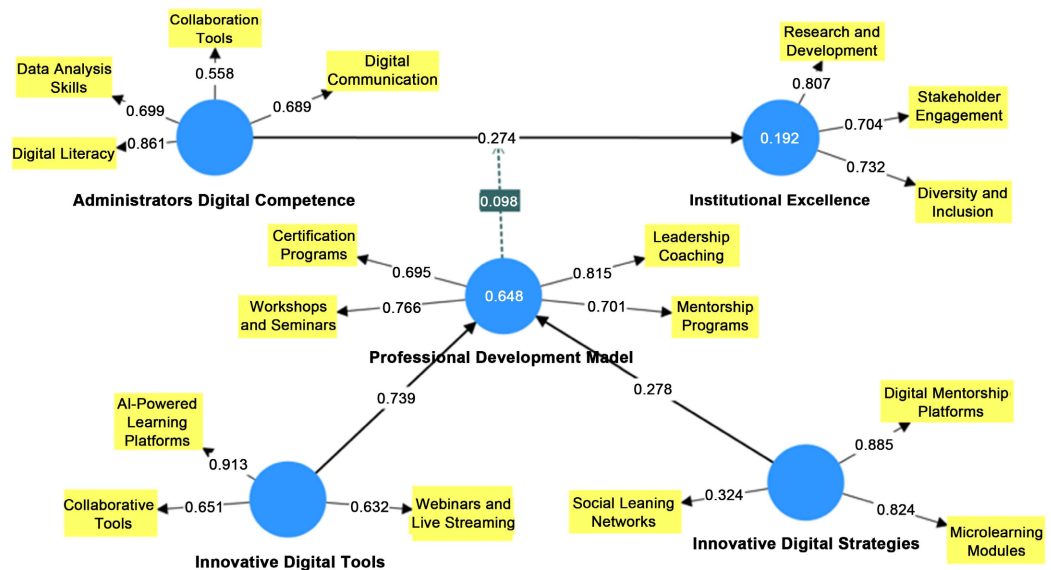 Collaboration
Tools
Data Analysis
Skills
Digital
Communication
0.558
0.699
0.689
Digital Literacy
0.861
Administrators Digital Competence
0.274
0.098
Research and
Development
0.807
Stakeholder
Engagement
0.704
0.192
0.732
Diversity and
Inclusion
Institutional Excellence
Certification
Programs
0.695
Leadership
Coaching
0.815
Workshops
and Seminars
0.766
0.648
0.701
Mentorship
Programs
Professional Development Madel
0.739
0.278
AI-Powered
Learning
Platforms
0.913
Collaborative
Tools
0.651
0.632
Webinars and
Live Streaming
Innovative Digital Tools
Digital Mentorship
Platforms
0.885
Social Leaning
Networks
0.324
0.824
Microlearning
Modules
Innovative Digital Strategies